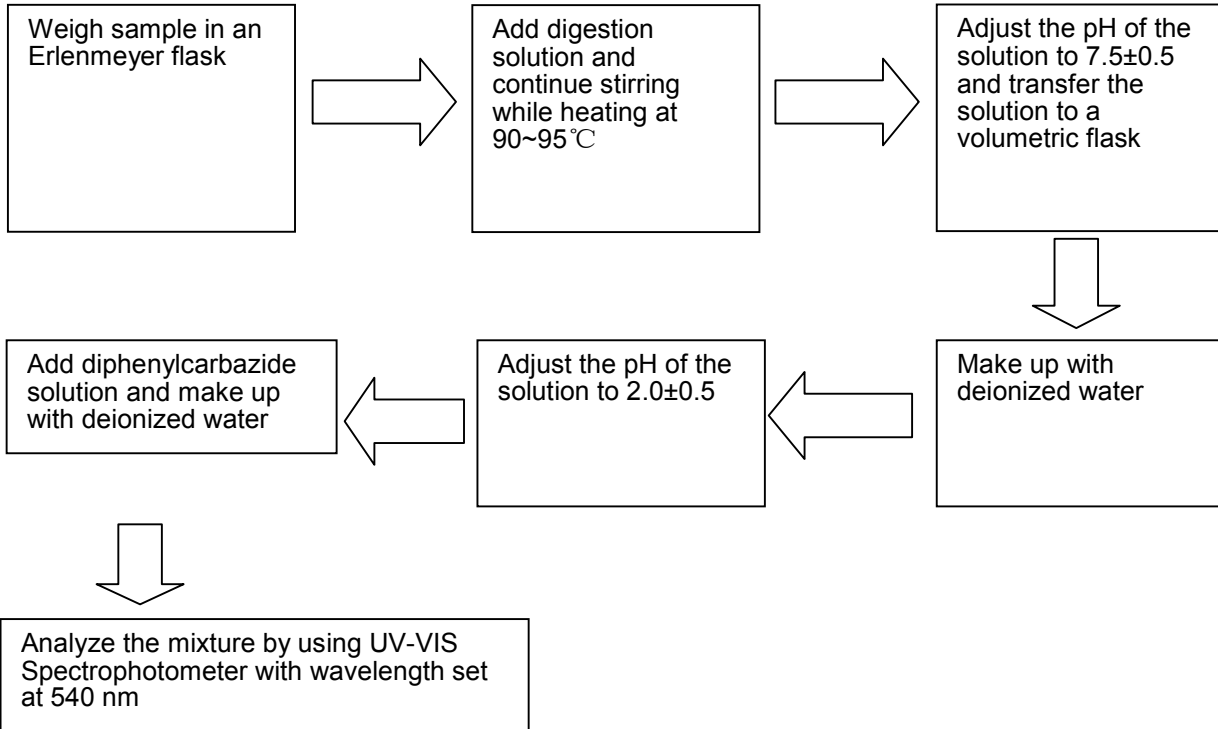 Weigh sample in an
Erlenmeyer flask
Add digestion
solution and
continue stirring
while heating at
90~95℃
Adjust the pH of the
solution to 7.5±0.5
and transfer the
solution to a
volumetric flask
Make up with
deionized water
Adjust the pH of the
solution to 2.0±0.5
Add diphenylcarbazide
solution and make up
with deionized water
Analyze the mixture by using UV-VIS
Spectrophotometer with wavelength set
at 540 nm